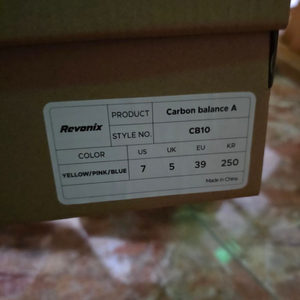 Revonix PRODUCT Carbon balance A
STYLE NO. CB10
COLOR US UK EU KR
YELLOW/PINK/BLUE 7 5 39 250
Made in China